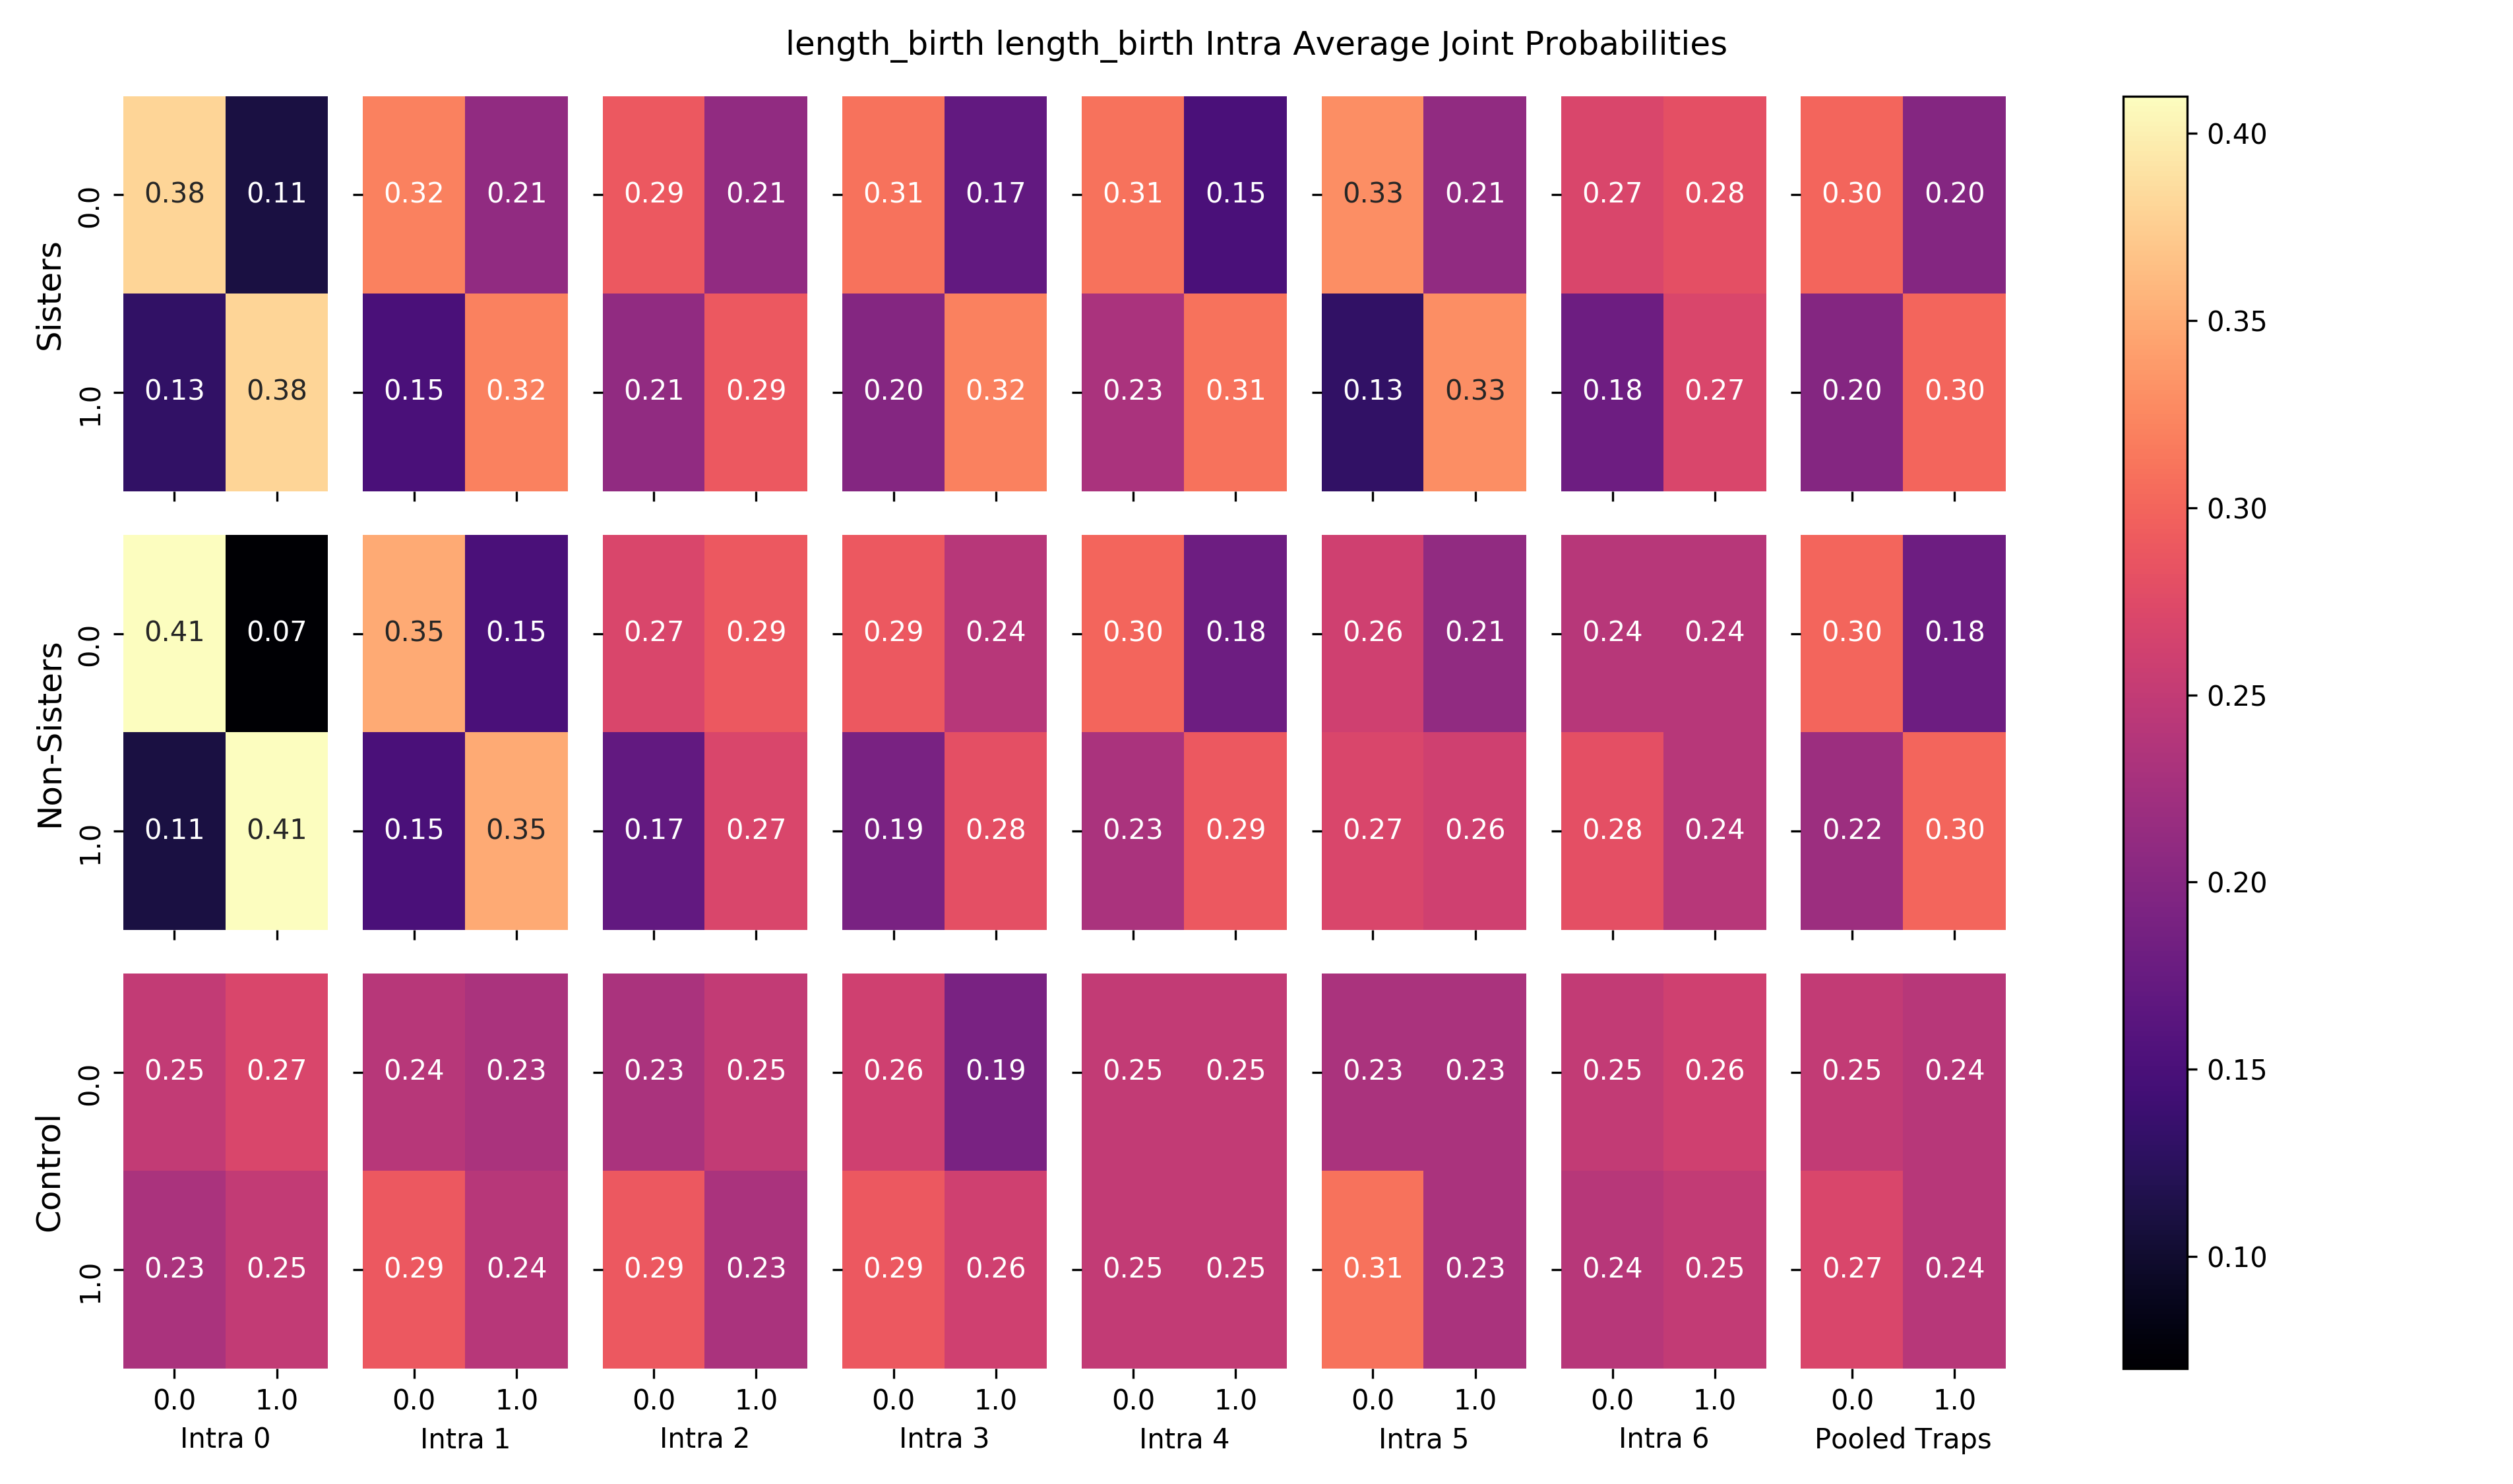 length_birth length_birth Intra Average Joint Probabilities
Sisters
0.0
0.38 0.11 0.32 0.21 0.29 0.21 0.31 0.17 0.31 0.15 0.33 0.21 0.27 0.28 0.30 0.20
1.0
0.13 0.38 0.15 0.32 0.21 0.29 0.20 0.32 0.23 0.31 0.13 0.33 0.18 0.27 0.20 0.30
Non-Sisters
0.0
0.41 0.07 0.35 0.15 0.27 0.29 0.29 0.24 0.30 0.18 0.26 0.21 0.24 0.24 0.30 0.18
1.0
0.11 0.41 0.15 0.35 0.17 0.27 0.19 0.28 0.23 0.29 0.27 0.26 0.28 0.24 0.22 0.30
Control
0.0
0.25 0.27 0.24 0.23 0.23 0.25 0.26 0.19 0.25 0.25 0.23 0.23 0.25 0.26 0.25 0.24
1.0
0.23 0.25 0.29 0.24 0.29 0.23 0.29 0.26 0.25 0.25 0.31 0.23 0.24 0.25 0.27 0.24
0.0 1.0 0.0 1.0 0.0 1.0 0.0 1.0 0.0 1.0 0.0 1.0 0.0 1.0 0.0 1.0
Intra 0 Intra 1 Intra 2 Intra 3 Intra 4 Intra 5 Intra 6 Pooled Traps
0.40
0.35
0.30
0.25
0.20
0.15
0.10